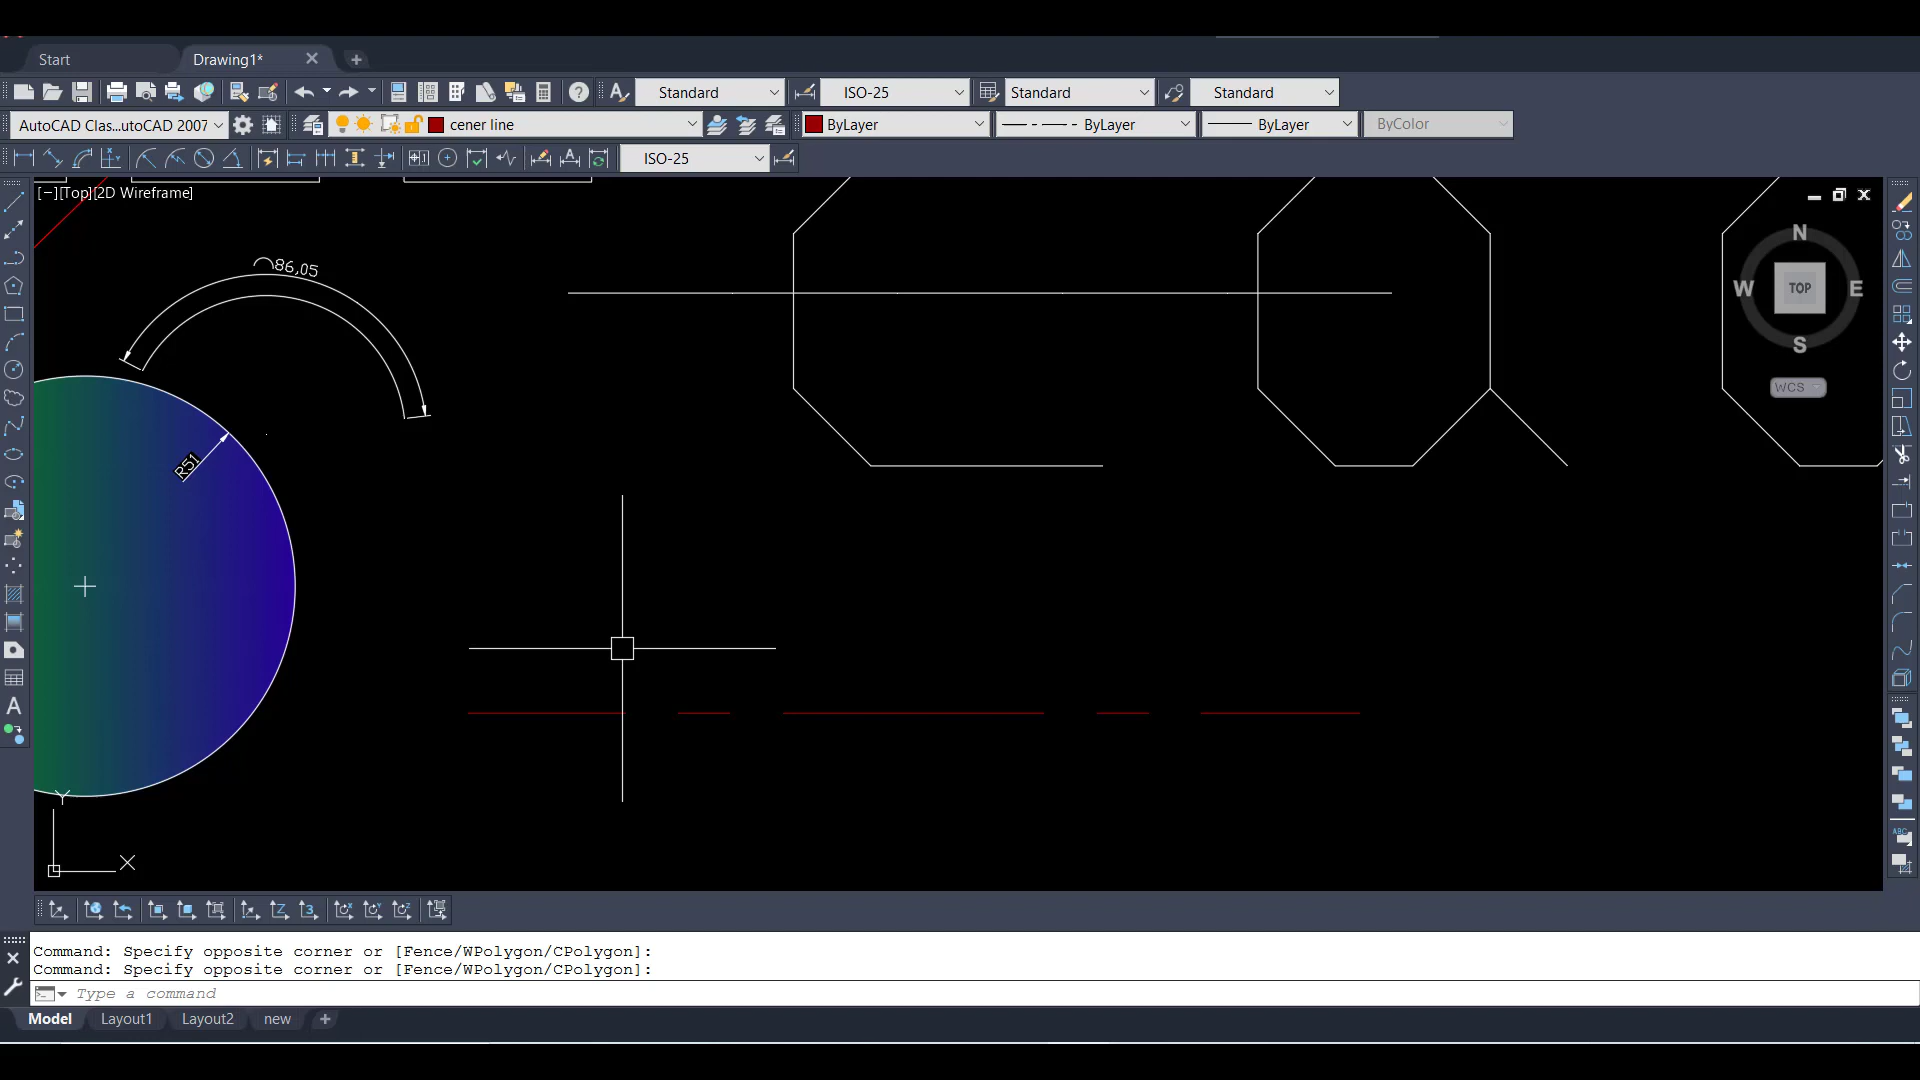 Start
Drawing1*
Standard
ISO-25
Standard
Standard
AutoCAD Clas...utoCAD 2007
cener line
ByLayer
ByLayer
ByLayer
ByColor
ISO-25
[−][Top][2D Wireframe]
N
W
TOP
E
S
WCS
86,05
R51
Y
X
Command: Specify opposite corner or [Fence/WPolygon/CPolygon]:
Command: Specify opposite corner or [Fence/WPolygon/CPolygon]:
Type a command
Model
Layout1
Layout2
new